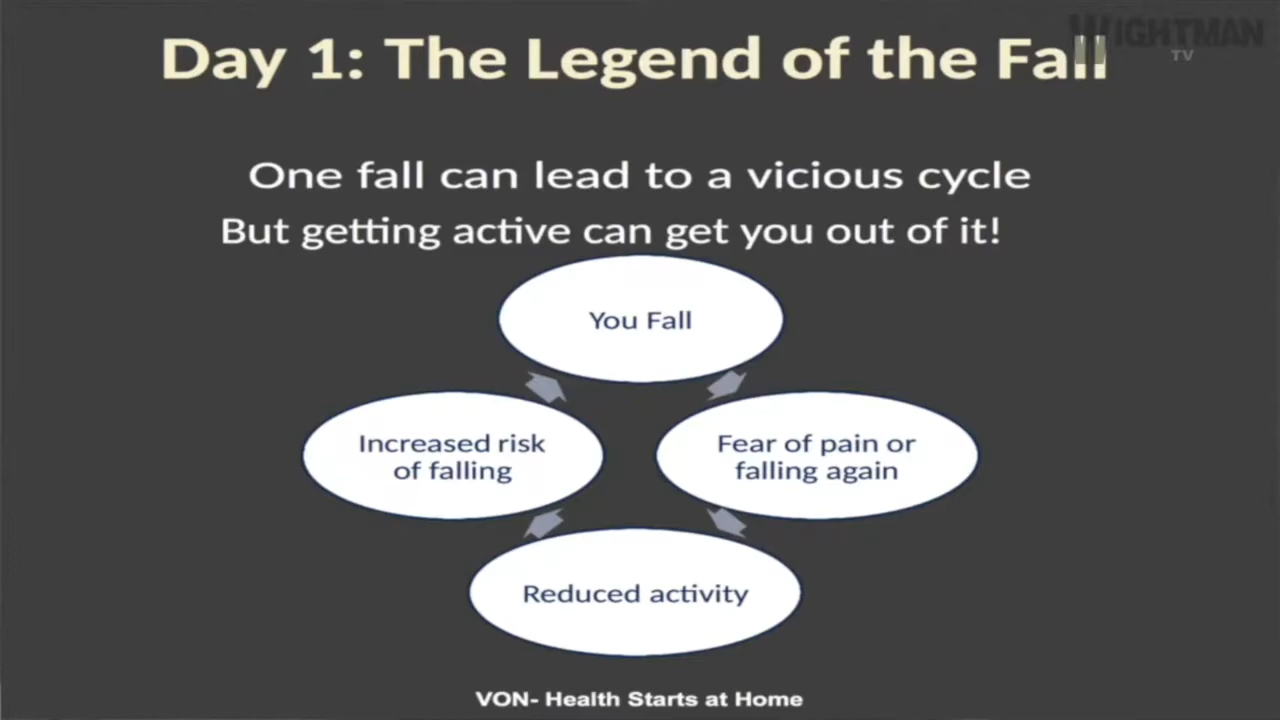 Day 1: The Legend of the Fall
WIGHTMAN
TV
One fall can lead to a vicious cycle
But getting active can get you out of it!
You Fall
Increased risk
of falling
Fear of pain or
falling again
Reduced activity
VON- Health Starts at Home